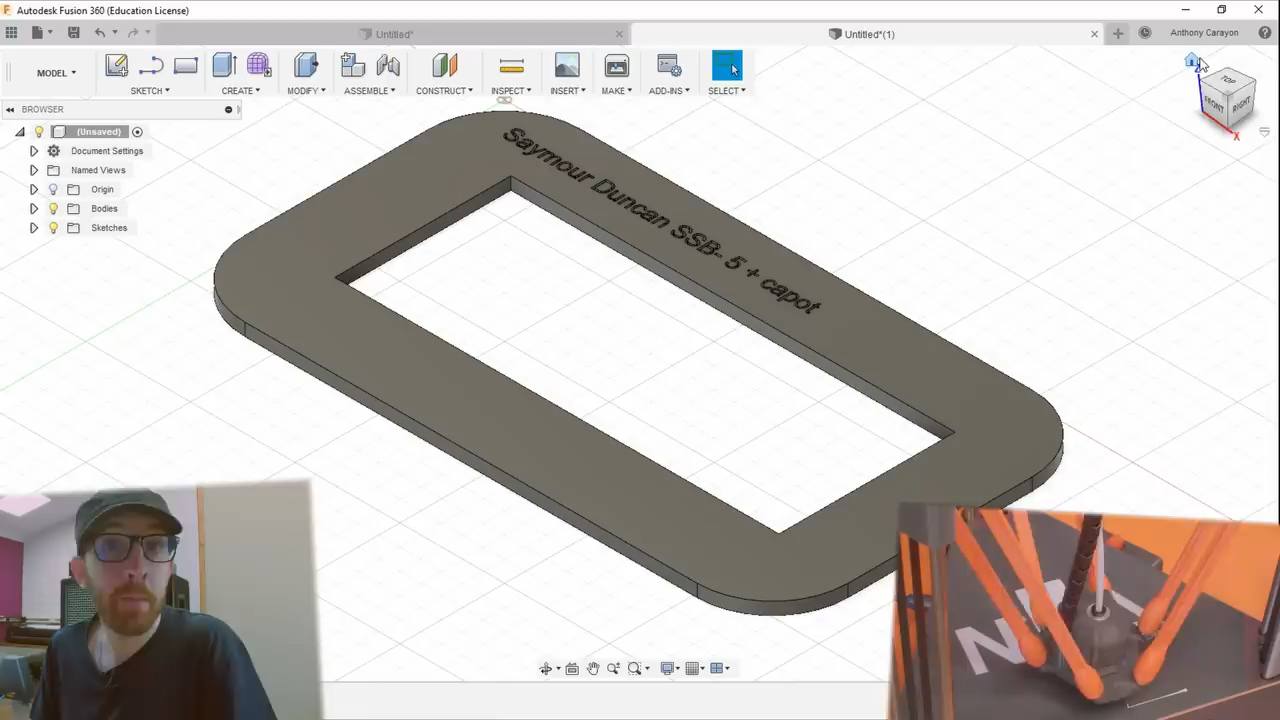 Autodesk Fusion 360 (Education License)
Untitled*
Untitled*(1)
Anthony Carayon
MODEL
SKETCH
CREATE
MODIFY
ASSEMBLE
CONSTRUCT
INSPECT
INSERT
MAKE
ADD-INS
SELECT
BROWSER
(Unsaved)
Document Settings
Named Views
Origin
Bodies
Sketches
TOP
FRONT
RIGHT
Z
X
Saymour Duncan SSB- 5 + capot